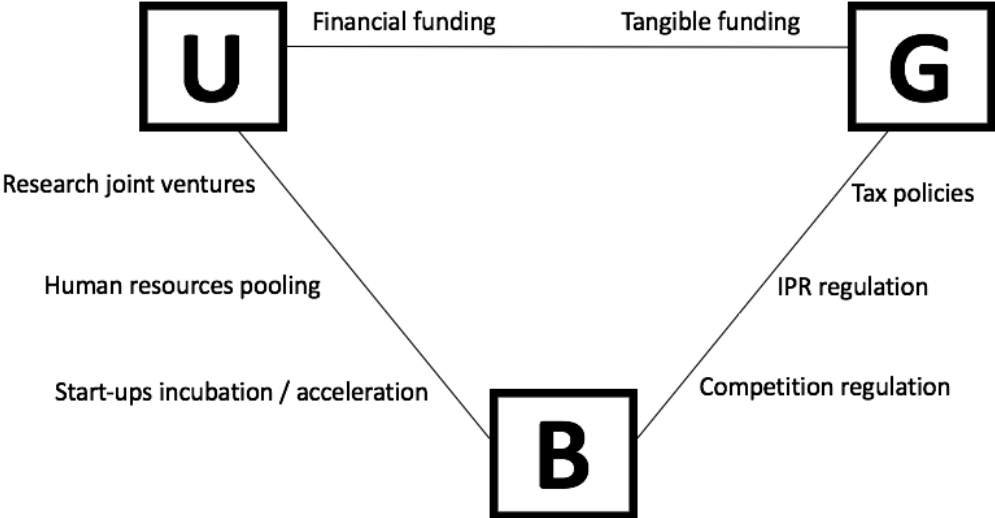 Financial funding
Tangible funding
U
G
Research joint ventures
Tax policies
Human resources pooling
IPR regulation
Start-ups incubation / acceleration
Competition regulation
B